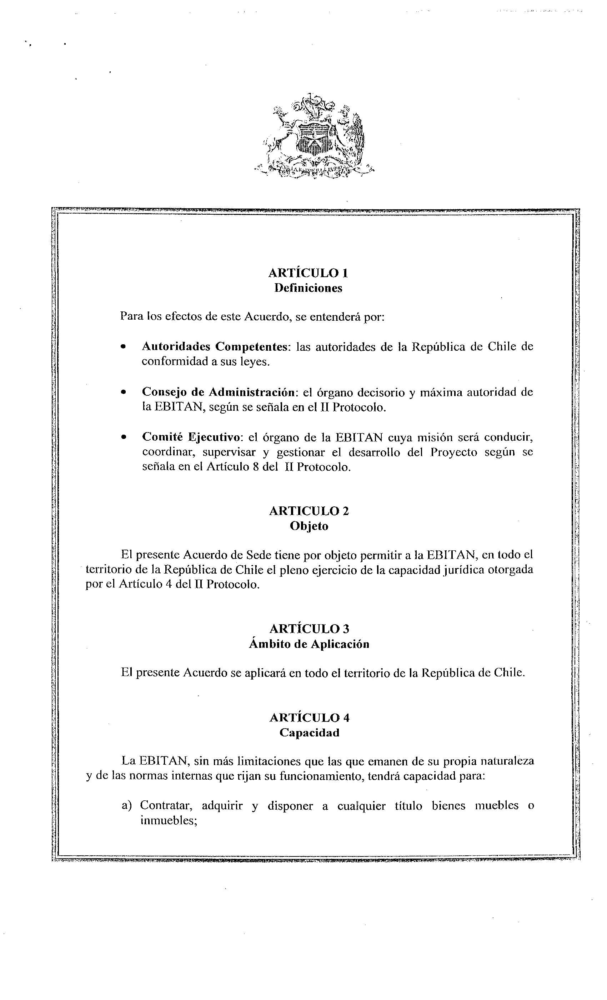 ARTÍCULO 1
Definiciones
Para los efectos de este Acuerdo, se entenderá por:
• Autoridades Competentes: las autoridades de la República de Chile de
conformidad a sus leyes.
• Consejo de Administración: el órgano decisorio y máxima autoridad de
la EBITAN, según se señala en el II Protocolo.
• Comité Ejecutivo: el órgano de la EBITAN cuya misión será conducir,
coordinar, supervisar y gestionar el desarrollo del Proyecto según se
señala en el Artículo 8 del II Protocolo.
ARTICULO 2
Objeto
El presente Acuerdo de Sede tiene por objeto permitir a la EBITAN, en todo el
territorio de la República de Chile el pleno ejercicio de la capacidad jurídica otorgada
por el Artículo 4 del II Protocolo.
ARTÍCULO 3
Ámbito de Aplicación
El presente Acuerdo se aplicará en todo el territorio de la República de Chile.
ARTÍCULO 4
Capacidad
La EBITAN, sin más limitaciones que las que emanen de su propia naturaleza
y de las normas internas que rijan su funcionamiento, tendrá capacidad para:
a) Contratar, adquirir y disponer a cualquier título bienes muebles o
inmuebles;